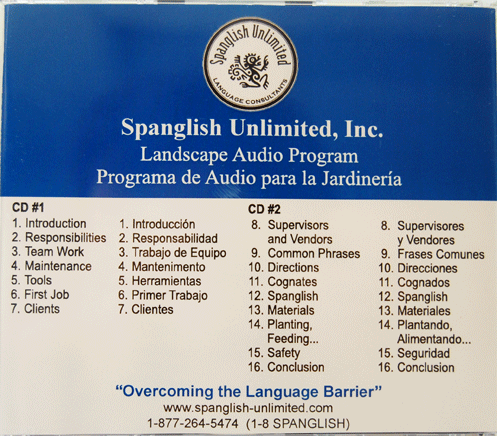 Spanglish Unlimited
LANGUAGE CONSULTANTS
Spanglish Unlimited, Inc.
Landscape Audio Program
Programa de Audio para la Jardinería
CD #1
1. Introduction
2. Responsibilities
3. Team Work
4. Maintenance
5. Tools
6. First Job
7. Clients
1. Introducción
2. Responsabilidad
3. Trabajo de Equipo
4. Mantenimento
5. Herramientas
6. Primer Trabajo
7. Clientes
CD #2
8. Supervisors
and Vendors
9. Common Phrases
10. Directions
11. Cognates
12. Spanglish
13. Materials
14. Planting,
Feeding...
15. Safety
16. Conclusion
8. Supervisores
y Vendores
9. Frases Comunes
10. Direcciones
11. Cognados
12. Spanglish
13. Materiales
14. Plantando,
Alimentando...
15. Seguridad
16. Conclusion
"Overcoming the Language Barrier"
www.spanglish-unlimited.com
1-877-264-5474 (1-8 SPANGLISH)